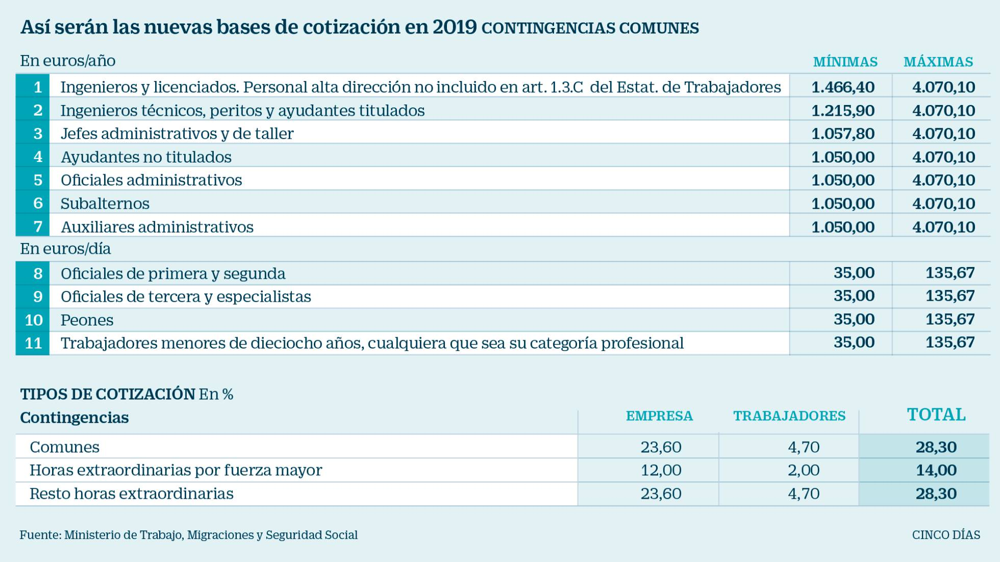 Así serán las nuevas bases de cotización en 2019 CONTINGENCIAS COMUNES
En euros/año MÍNIMAS MÁXIMAS
1 Ingenieros y licenciados. Personal alta dirección no incluido en art. 1.3.C del Estat. de Trabajadores 1.466,40 4.070,10
2 Ingenieros técnicos, peritos y ayudantes titulados 1.215,90 4.070,10
3 Jefes administrativos y de taller 1.057,80 4.070,10
4 Ayudantes no titulados 1.050,00 4.070,10
5 Oficiales administrativos 1.050,00 4.070,10
6 Subalternos 1.050,00 4.070,10
7 Auxiliares administrativos 1.050,00 4.070,10
En euros/día
8 Oficiales de primera y segunda 35,00 135,67
9 Oficiales de tercera y especialistas 35,00 135,67
10 Peones 35,00 135,67
11 Trabajadores menores de dieciocho años, cualquiera que sea su categoría profesional 35,00 135,67
TIPOS DE COTIZACIÓN En %
Contingencias EMPRESA TRABAJADORES TOTAL
Comunes 23,60 4,70 28,30
Horas extraordinarias por fuerza mayor 12,00 2,00 14,00
Resto horas extraordinarias 23,60 4,70 28,30
Fuente: Ministerio de Trabajo, Migraciones y Seguridad Social CINCO DÍAS